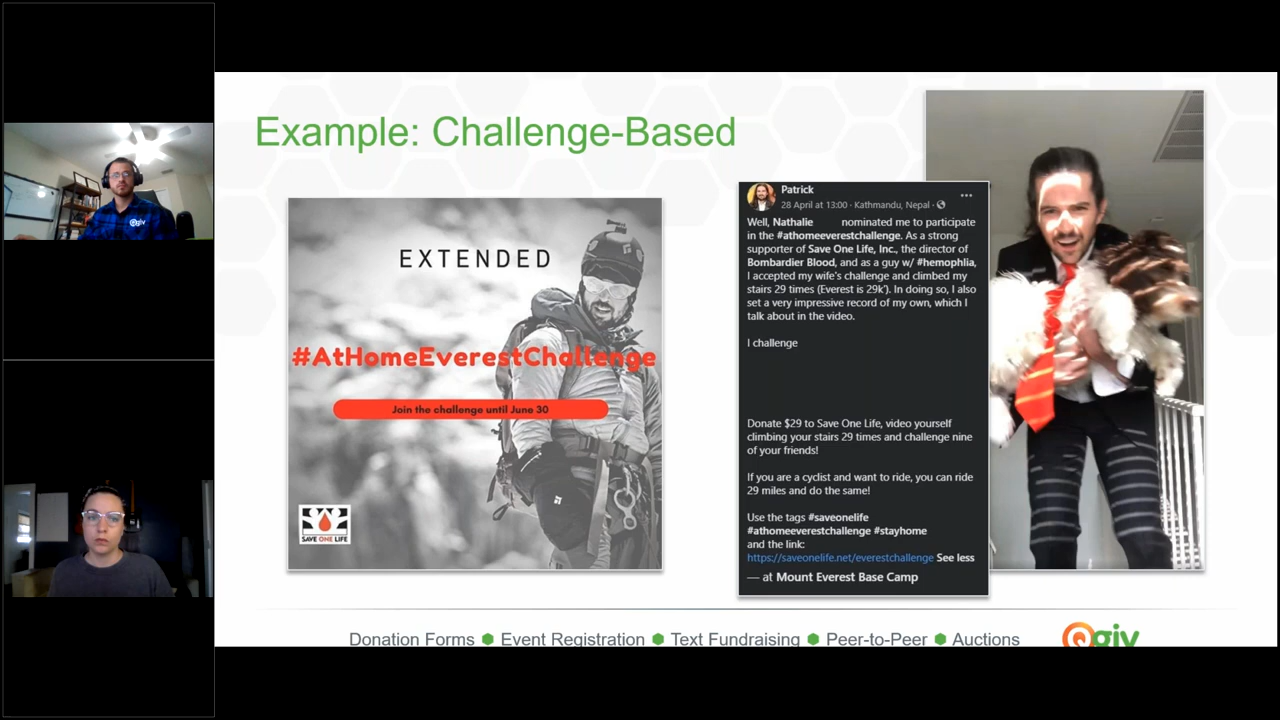 Example: Challenge-Based
EXTENDED
#AtHomeEverestChallenge
Join the challenge until June 30
SAVE ONE LIFE
Patrick
28 April at 13:00 · Kathmandu, Nepal ·
Well, Nathalie nominated me to participate
in the #athomeeverestchallenge. As a strong
supporter of Save One Life, Inc., the director of
Bombardier Blood, and as a guy w/ #hemophlia,
I accepted my wife's challenge and climbed my
stairs 29 times (Everest is 29k'). In doing so, I also
set a very impressive record of my own, which I
talk about in the video.
I challenge
Donate $29 to Save One Life, video yourself
climbing your stairs 29 times and challenge nine
of your friends!
If you are a cyclist and want to ride, you can ride
29 miles and do the same!
Use the tags #saveonelife
#athomeeverestchallenge #stayhome
and the link:
https://saveonelife.net/everestchallenge See less
— at Mount Everest Base Camp
Donation Forms ● Event Registration ● Text Fundraising ● Peer-to-Peer ● Auctions
Qgiv
Qgiv